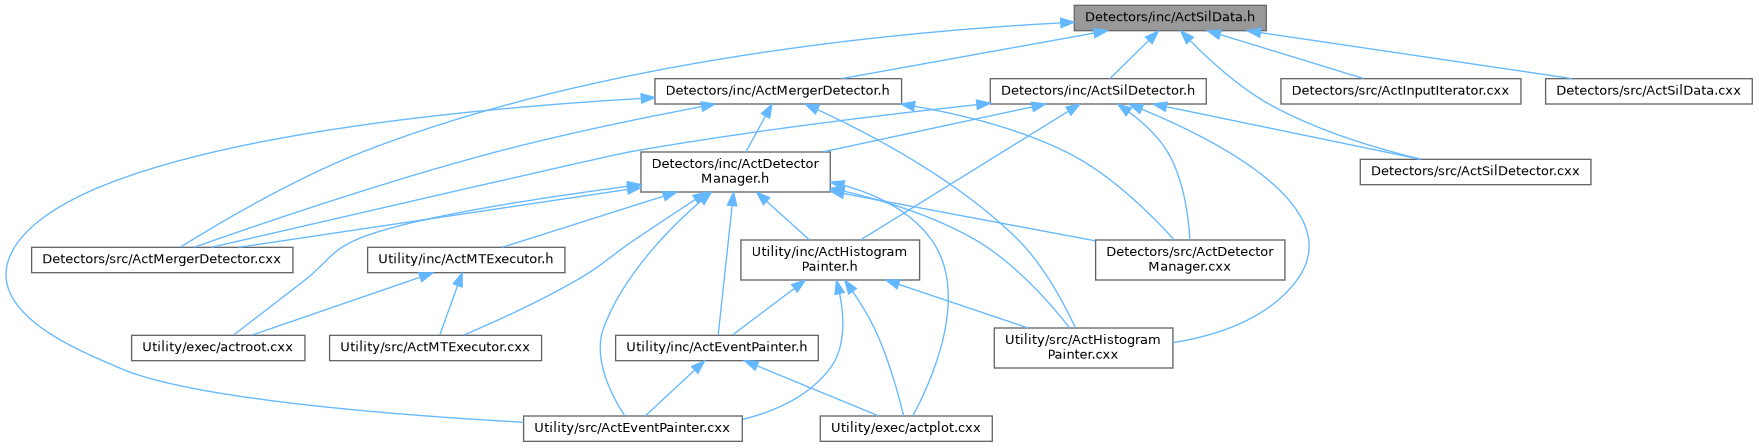 Detectors/inc/ActSilData.h
Detectors/inc/ActMergerDetector.h
Detectors/inc/ActSilDetector.h
Detectors/src/ActInputIterator.cxx
Detectors/src/ActSilData.cxx
Detectors/inc/ActDetector
Manager.h
Detectors/src/ActSilDetector.cxx
Detectors/src/ActMergerDetector.cxx
Utility/inc/ActMTExecutor.h
Utility/inc/ActHistogram
Painter.h
Detectors/src/ActDetector
Manager.cxx
Utility/exec/actroot.cxx
Utility/src/ActMTExecutor.cxx
Utility/inc/ActEventPainter.h
Utility/src/ActHistogram
Painter.cxx
Utility/src/ActEventPainter.cxx
Utility/exec/actplot.cxx